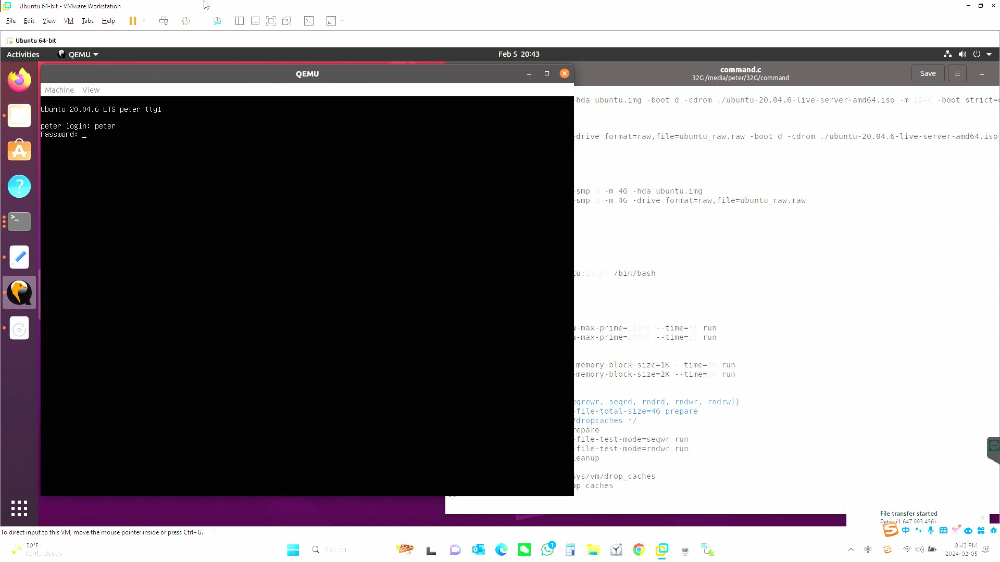 Ubuntu 64-bit - VMware Workstation
File Edit View VM Tabs Help
Ubuntu 64-bit
Activities QEMU Feb 5 20:43
QEMU
Machine View
Ubuntu 20.04.6 LTS peter tty1
peter login: peter
Password: _
command.c
32G /media/peter/32G/command
Save
-hda ubuntu.img -boot d -cdrom ./ubuntu-20.04.6-live-server-amd64.iso -m 2046 -boot strict=
drive format=raw,file=ubuntu_raw.raw -boot d -cdrom ./ubuntu-20.04.6-live-server-amd64.iso
smp 2 -m 4G -hda ubuntu.img
smp 2 -m 4G -drive format=raw,file=ubuntu_raw.raw
tu:20.04 /bin/bash
u-max-prime=10000 --time=30 run
u-max-prime=20000 --time=30 run
-memory-block-size=1K --time=30 run
-memory-block-size=2K --time=30 run
eqrewr, seqrd, rndrd, rndwr, rndrw}}
-file-total-size=4G prepare
/dropcaches */
repare
-file-test-mode=seqwr run
-file-test-mode=rndwr run
leanup
sys/vm/drop_caches
op_caches
File transfer started
Peter (1 647 993 456)
中
To direct input to this VM, move the mouse pointer inside or press Ctrl+G.
50°F
Partly cloudy
Search
1
中
8:43 PM
2024-02-05